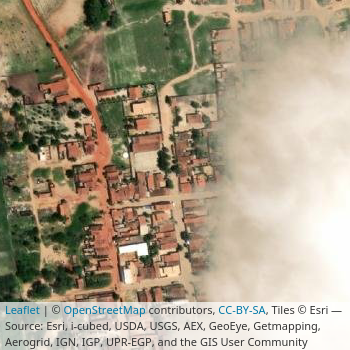 Leaflet | © OpenStreetMap contributors, CC-BY-SA, Tiles © Esri —
Source: Esri, i-cubed, USDA, USGS, AEX, GeoEye, Getmapping,
Aerogrid, IGN, IGP, UPR-EGP, and the GIS User Community